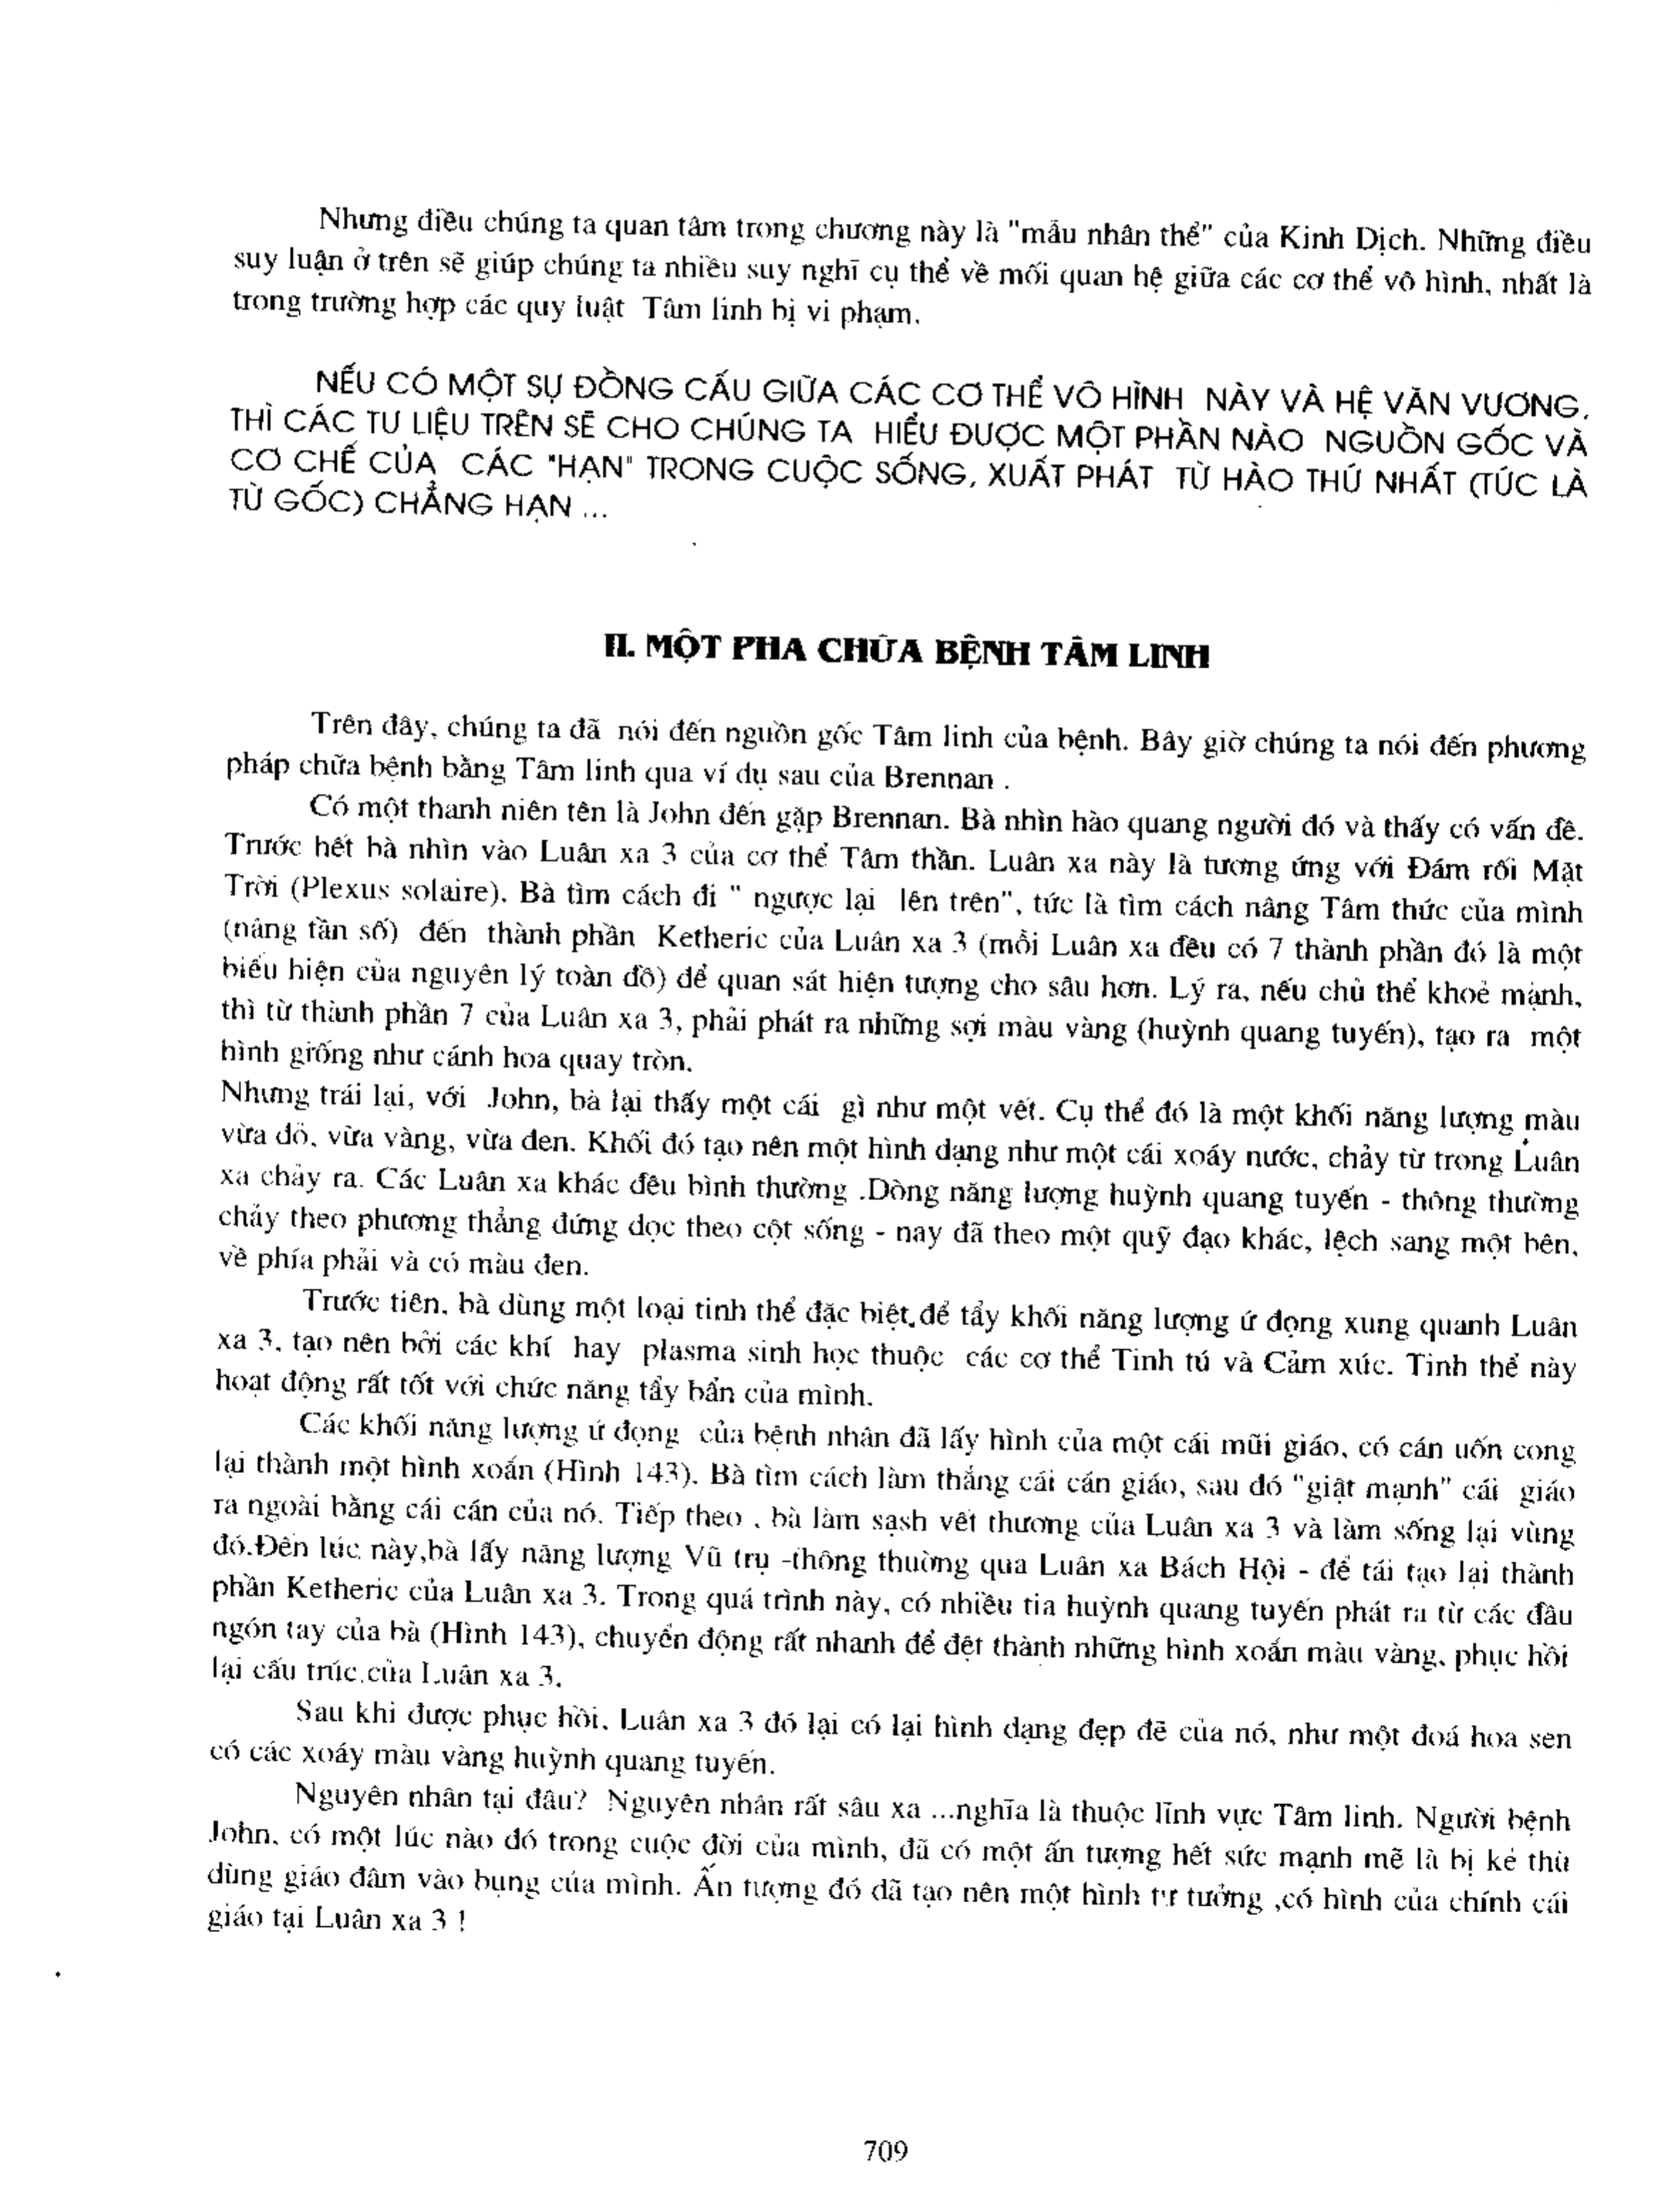 Nhưng điều chúng ta quan tâm trong chương này là "mẫu nhân thể" của Kinh Dịch. Những điều
suy luận ở trên sẽ giúp chúng ta nhiều suy nghĩ cụ thể về mối quan hệ giữa các cơ thể vô hình, nhất là
trong trường hợp các quy luật Tâm linh bị vi phạm.
NẾU CÓ MỘT SỰ ĐỒNG CẤU GIỮA CÁC CƠ THỂ VÔ HÌNH NÀY VÀ HỆ VĂN VƯƠNG,
THÌ CÁC TƯ LIỆU TRÊN SẼ CHO CHÚNG TA HIỂU ĐƯỢC MỘT PHẦN NÀO NGUỒN GỐC VÀ
CƠ CHẾ CỦA CÁC "HẠN" TRONG CUỘC SỐNG, XUẤT PHÁT TỪ HÀO THỨ NHẤT (TỨC LÀ
TỪ GỐC) CHẲNG HẠN ...
II. MỘT PHA CHỮA BỆNH TÂM LINH
Trên đây, chúng ta đã nói đến nguồn gốc Tâm linh của bệnh. Bây giờ chúng ta nói đến phương
pháp chữa bệnh bằng Tâm linh qua ví dụ sau của Brennan .
Có một thanh niên tên là John đến gặp Brennan. Bà nhìn hào quang người đó và thấy có vấn đề.
Trước hết bà nhìn vào Luân xa 3 của cơ thể Tâm thần. Luân xa này là tương ứng với Đám rối Mặt
Trời (Plexus solaire). Bà tìm cách đi " ngược lại lên trên", tức là tìm cách nâng Tâm thức của mình
(nâng tần số) đến thành phần Ketheric của Luân xa 3 (mỗi Luân xa đều có 7 thành phần đó là một
biểu hiện của nguyên lý toàn đồ) để quan sát hiện tượng cho sâu hơn. Lý ra, nếu chủ thể khoẻ mạnh,
thì từ thành phần 7 của Luân xa 3, phải phát ra những sợi màu vàng (huỳnh quang tuyến), tạo ra một
hình giống như cánh hoa quay tròn.
Nhưng trái lại, với John, bà lại thấy một cái gì như một vết. Cụ thể đó là một khối năng lượng màu
vừa đỏ, vừa vàng, vừa đen. Khối đó tạo nên một hình dạng như một cái xoáy nước, chảy từ trong Luân
xa chảy ra. Các Luân xa khác đều bình thường .Dòng năng lượng huỳnh quang tuyến - thông thường
chảy theo phương thẳng đứng dọc theo cột sống - nay đã theo một quỹ đạo khác, lệch sang một bên,
về phía phải và có màu đen.
Trước tiên, bà dùng một loại tinh thể đặc biệt để tẩy khối năng lượng ứ đọng xung quanh Luân
xa 3, tạo nên bởi các khí hay plasma sinh học thuộc các cơ thể Tinh tú và Cảm xúc. Tinh thể này
hoạt động rất tốt với chức năng tẩy bẩn của mình.
Các khối năng lượng ứ đọng của bệnh nhân đã lấy hình của một cái mũi giáo, có cán uốn cong
lại thành một hình xoắn (Hình 143). Bà tìm cách làm thẳng cái cán giáo, sau đó "giật mạnh" cái giáo
ra ngoài bằng cái cán của nó. Tiếp theo , bà làm sạsh vết thương của Luân xa 3 và làm sống lại vùng
đó.Đến lúc này,bà lấy năng lượng Vũ trụ -thông thường qua Luân xa Bách Hội - để tái tạo lại thành
phần Ketheric của Luân xa 3. Trong quá trình này, có nhiều tia huỳnh quang tuyến phát ra từ các đầu
ngón tay của bà (Hình 143), chuyển động rất nhanh để đệt thành những hình xoắn màu vàng, phục hồi
lại cấu trúc của Luân xa 3.
Sau khi được phục hồi, Luân xa 3 đó lại có lại hình dạng đẹp đẽ của nó, như một đoá hoa sen
có các xoáy màu vàng huỳnh quang tuyến.
Nguyên nhân tại đâu? Nguyên nhân rất sâu xa ...nghĩa là thuộc lĩnh vực Tâm linh. Người bệnh
John, có một lúc nào đó trong cuộc đời của mình, đã có một ấn tượng hết sức mạnh mẽ là bị kẻ thù
dùng giáo đâm vào bụng của mình. Ấn tượng đó đã tạo nên một hình tư tưởng ,có hình của chính cái
giáo tại Luân xa 3 !
709